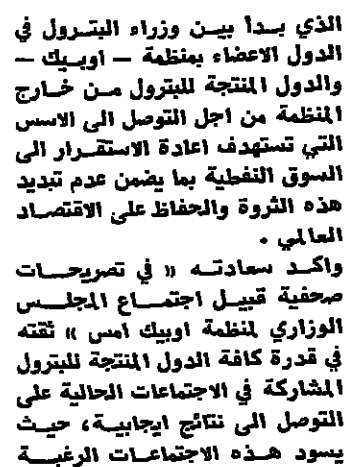 الذي بدأ بين وزراء البترول في
الدول الاعضاء بمنظمة — اوبيك —
والدول المنتجة للبترول من خارج
المنظمة من اجل التوصل الى الاسس
التي تستهدف اعادة الاستقرار الى
السوق النفطية بما يضمن عدم تبديد
هذه الثروة والحفاظ على الاقتصاد
العالمي .
واكد سعادته « في تصريحات
صحفية قبيل اجتماع المجلس
الوزاري لمنظمة اوبيك امس » ثقته
في قدرة كافة الدول المنتجة للبترول
المشاركة في الاجتماعات الحالية على
التوصل الى نتائج ايجابية، حيث
يسود هذه الاجتماعات الرغبة